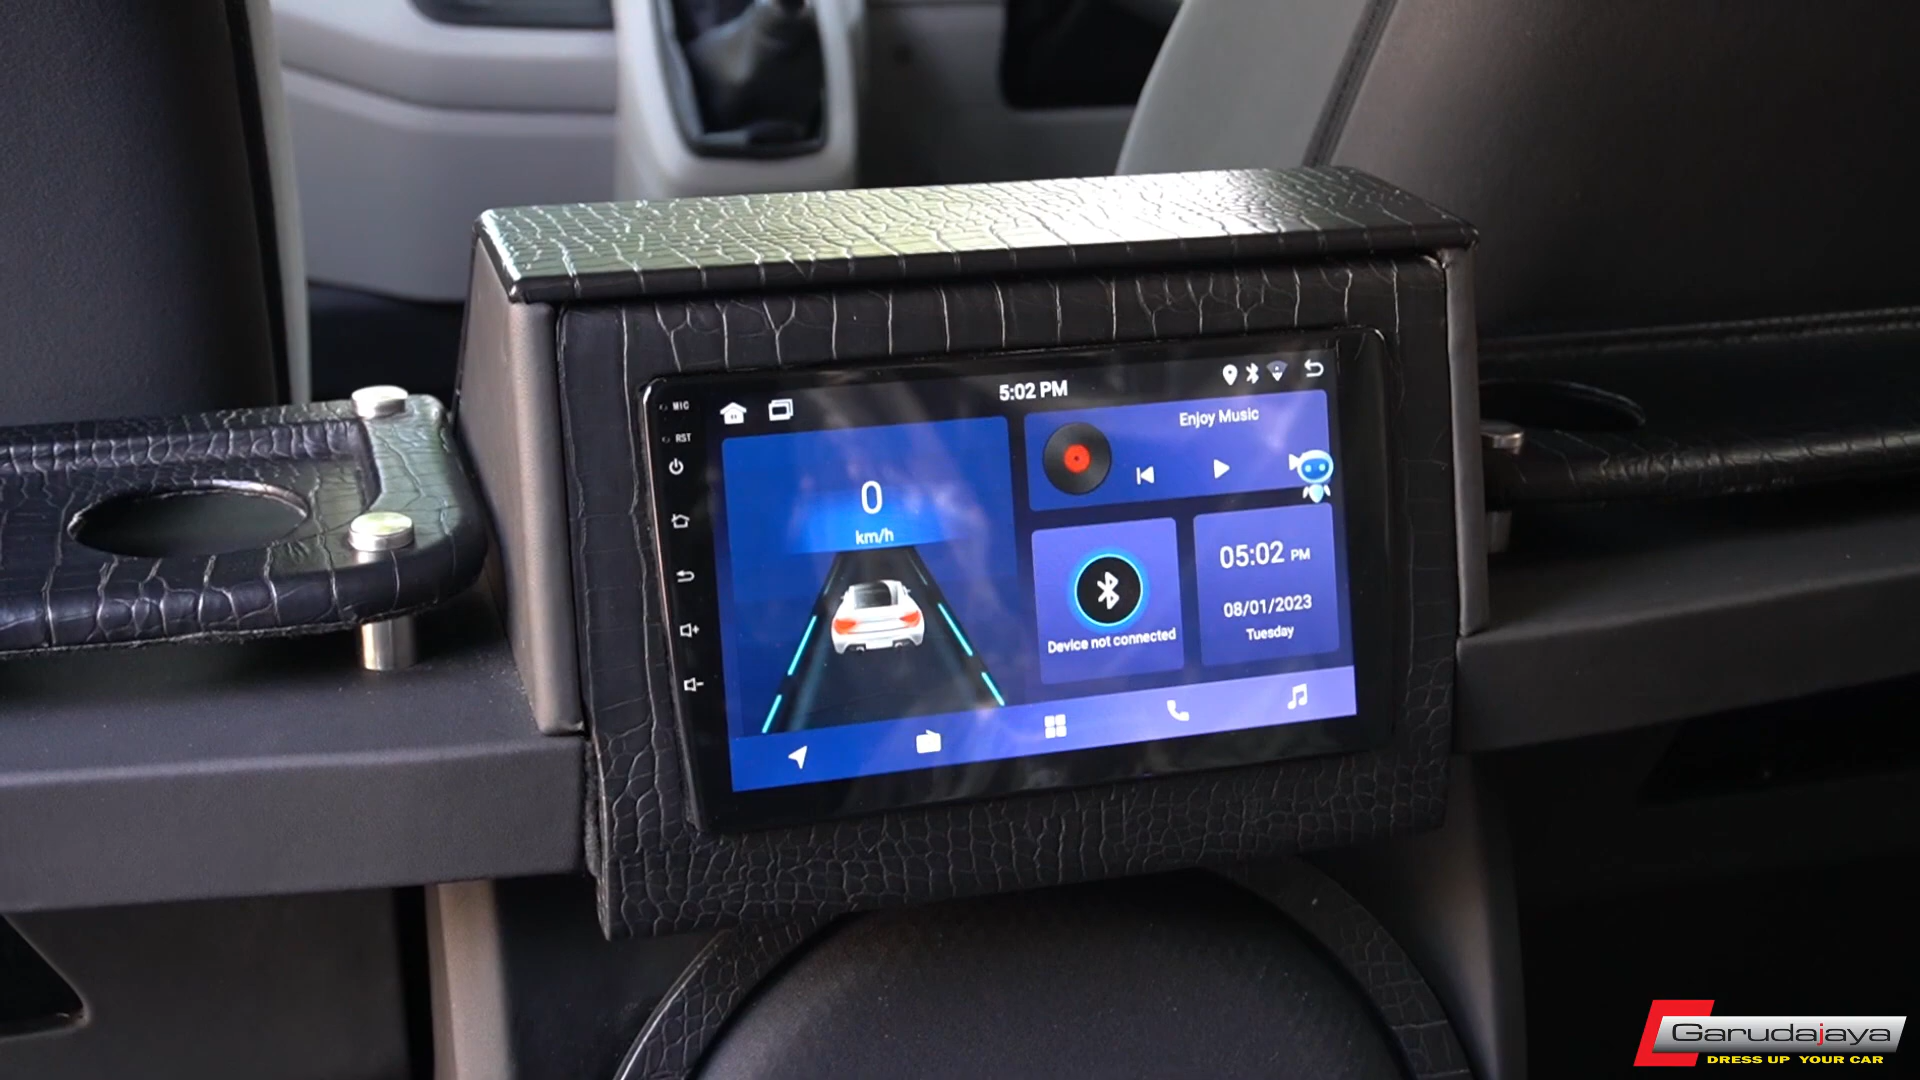 MIC
RST
5:02 PM
0
km/h
Enjoy Music
Device not connected
05:02 PM
08/01/2023
Tuesday
Garudajaya
DRESS UP YOUR CAR